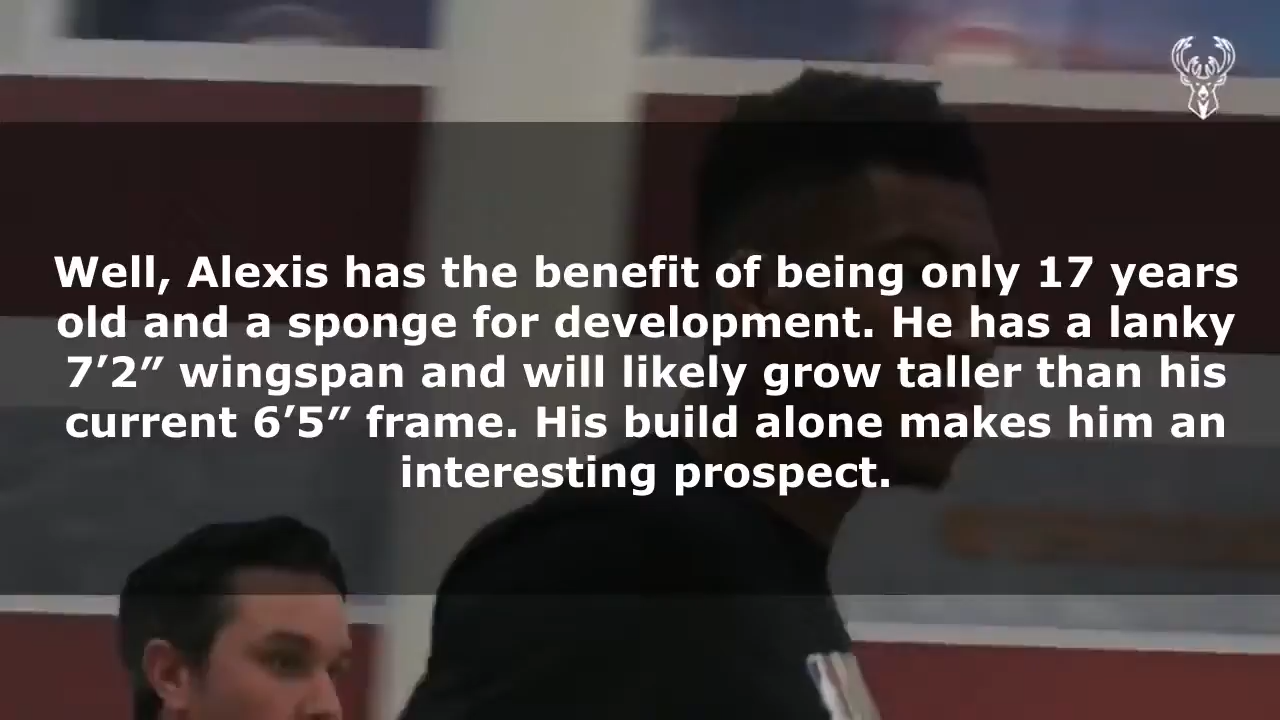 Well, Alexis has the benefit of being only 17 years
old and a sponge for development. He has a lanky
7’2” wingspan and will likely grow taller than his
current 6’5” frame. His build alone makes him an
interesting prospect.